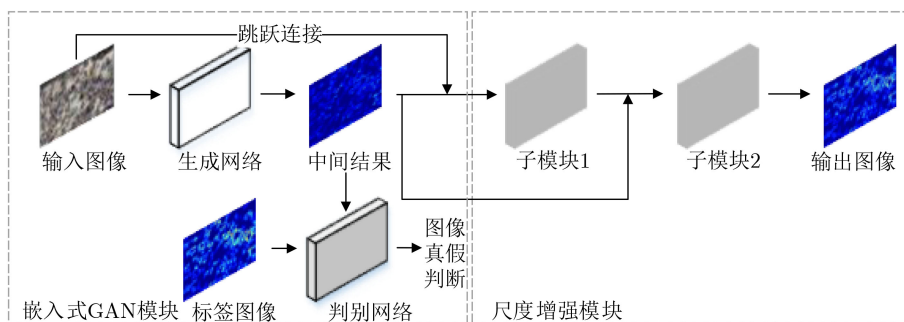 跳跃连接
输入图像
生成网络
中间结果
子模块1
子模块2
输出图像
图像
真假
判断
嵌入式GAN模块
标签图像
判别网络
尺度增强模块